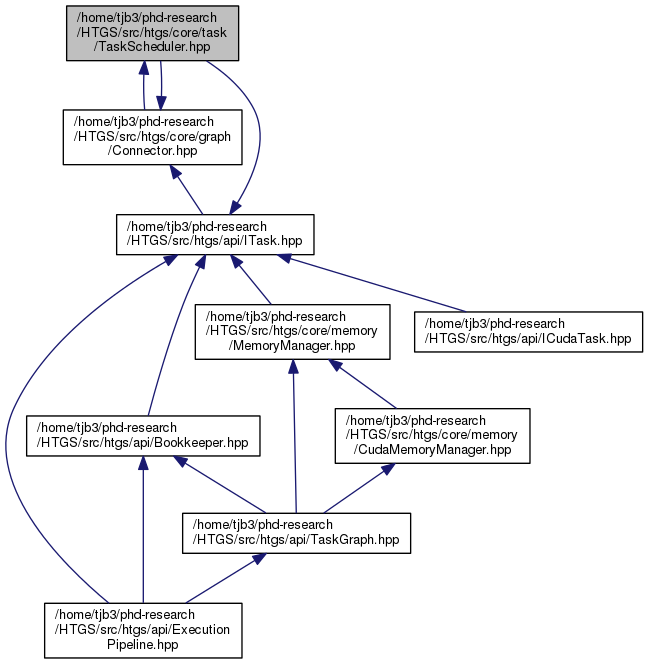 /home/tjb3/phd-research
/HTGS/src/htgs/core/task
/TaskScheduler.hpp
/home/tjb3/phd-research
/HTGS/src/htgs/core/graph
/Connector.hpp
/home/tjb3/phd-research
/HTGS/src/htgs/api/ITask.hpp
/home/tjb3/phd-research
/HTGS/src/htgs/core/memory
/MemoryManager.hpp
/home/tjb3/phd-research
/HTGS/src/htgs/api/ICudaTask.hpp
/home/tjb3/phd-research
/HTGS/src/htgs/api/Bookkeeper.hpp
/home/tjb3/phd-research
/HTGS/src/htgs/core/memory
/CudaMemoryManager.hpp
/home/tjb3/phd-research
/HTGS/src/htgs/api/TaskGraph.hpp
/home/tjb3/phd-research
/HTGS/src/htgs/api/Execution
Pipeline.hpp